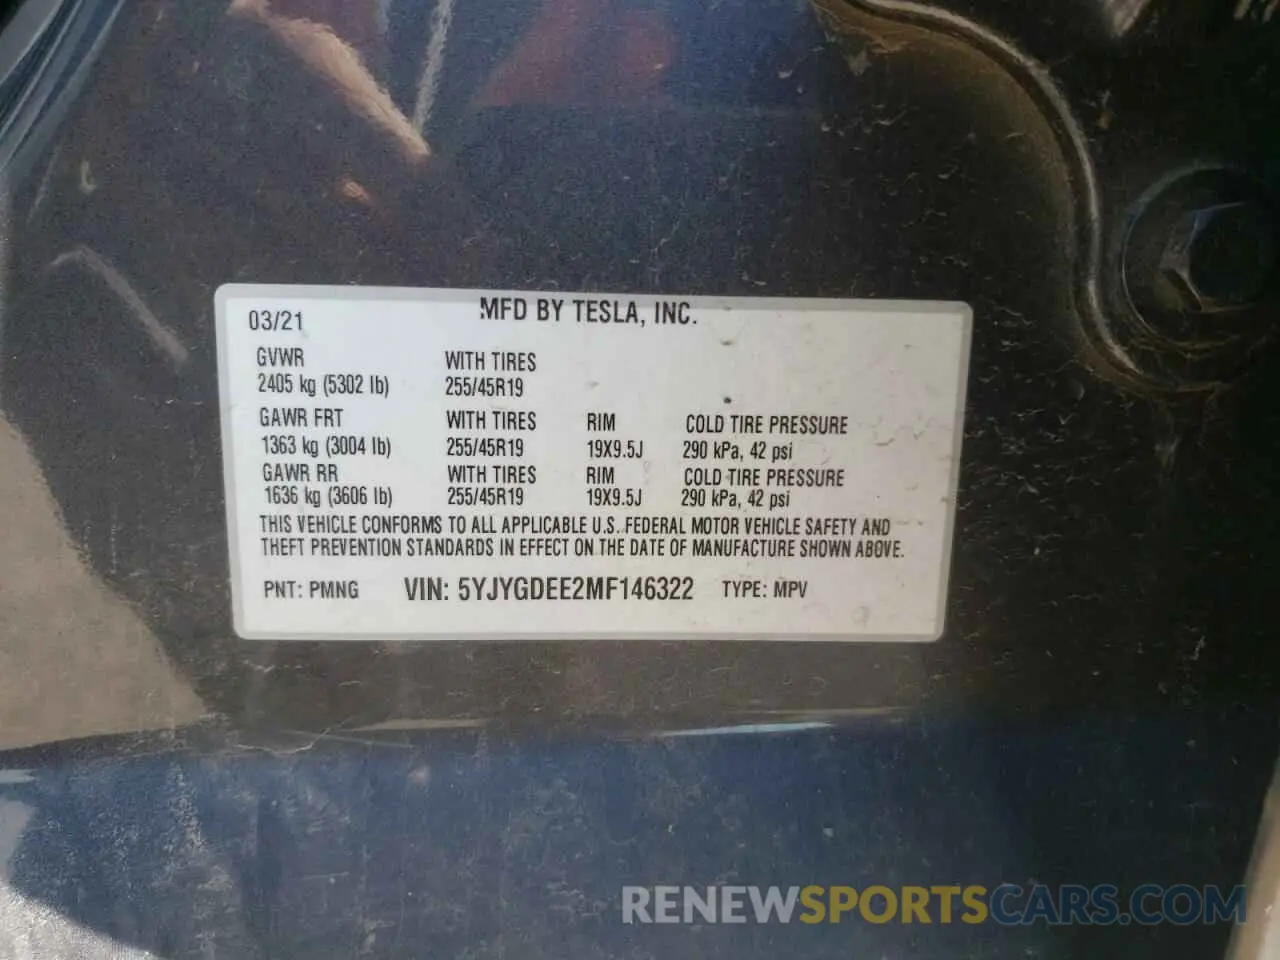 MFD BY TESLA, INC.
03/21
GVWR WITH TIRES
2405 kg (5302 lb) 255/45R19
GAWR FRT WITH TIRES RIM COLD TIRE PRESSURE
1363 kg (3004 lb) 255/45R19 19X9.5J 290 kPa, 42 psi
GAWR RR WITH TIRES RIM COLD TIRE PRESSURE
1636 kg (3606 lb) 255/45R19 19X9.5J 290 kPa, 42 psi
THIS VEHICLE CONFORMS TO ALL APPLICABLE U.S. FEDERAL MOTOR VEHICLE SAFETY AND
THEFT PREVENTION STANDARDS IN EFFECT ON THE DATE OF MANUFACTURE SHOWN ABOVE.
PNT: PMNG VIN: 5YJYGDEE2MF146322 TYPE: MPV
RENEWSPORTSCARS.COM